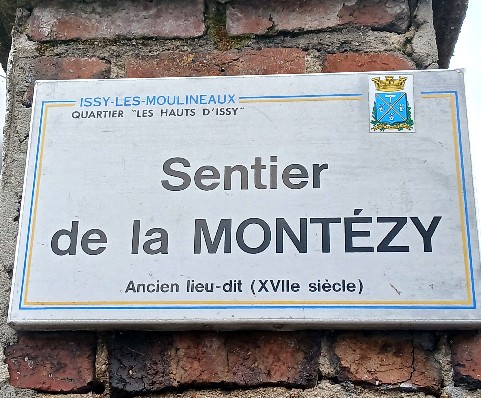 ISSY-LES-MOULINEAUX
QUARTIER "LES HAUTS D'ISSY"
Sentier
de la MONTÉZY
Ancien lieu-dit (XVIIe siècle)